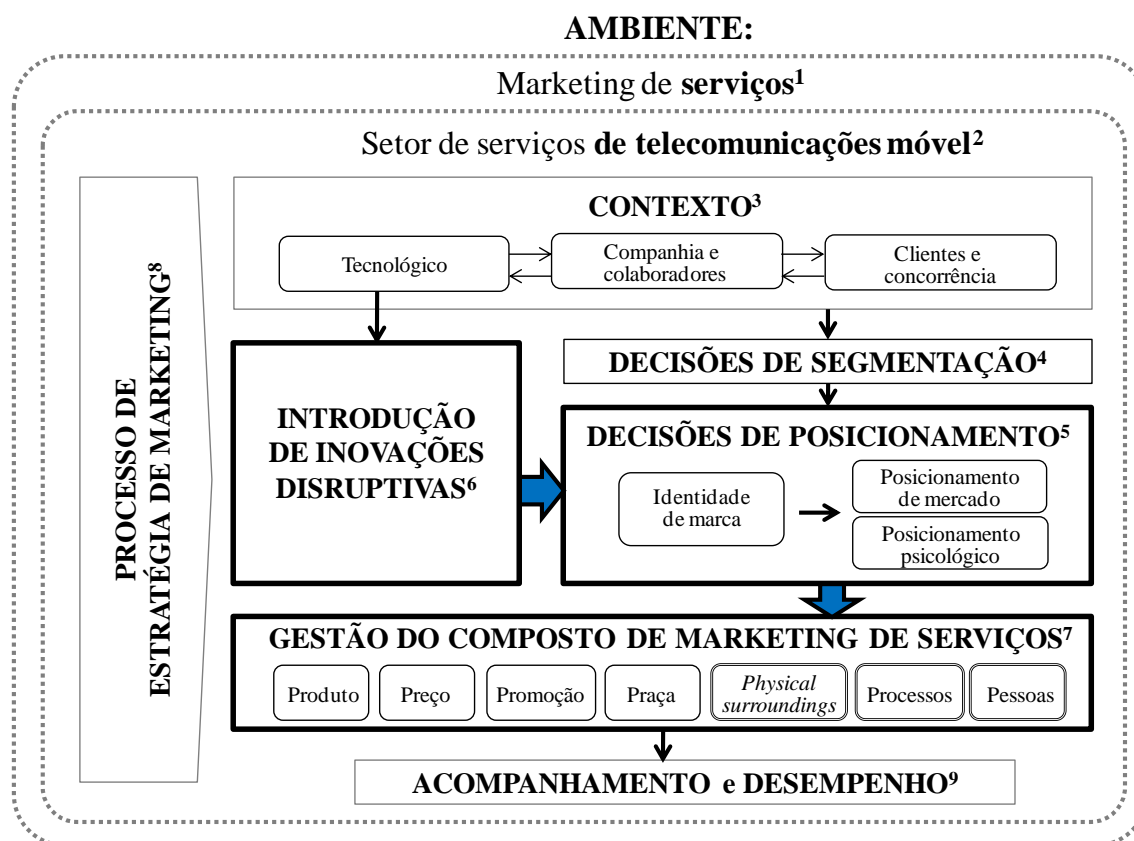 AMBIENTE:
Marketing de serviços¹
Setor de serviços de telecomunicações móvel²
PROCESSO DE
ESTRATÉGIA DE MARKETING⁸
CONTEXTO³
Tecnológico
Companhia e
colaboradores
Clientes e
concorrência
DECISÕES DE SEGMENTAÇÃO⁴
INTRODUÇÃO
DE INOVAÇÕES
DISRUPTIVAS⁶
DECISÕES DE POSICIONAMENTO⁵
Identidade
de marca
Posicionamento
de mercado
Posicionamento
psicológico
GESTÃO DO COMPOSTO DE MARKETING DE SERVIÇOS⁷
Produto
Preço
Promoção
Praça
Physical
surroundings
Processos
Pessoas
ACOMPANHAMENTO e DESEMPENHO⁹